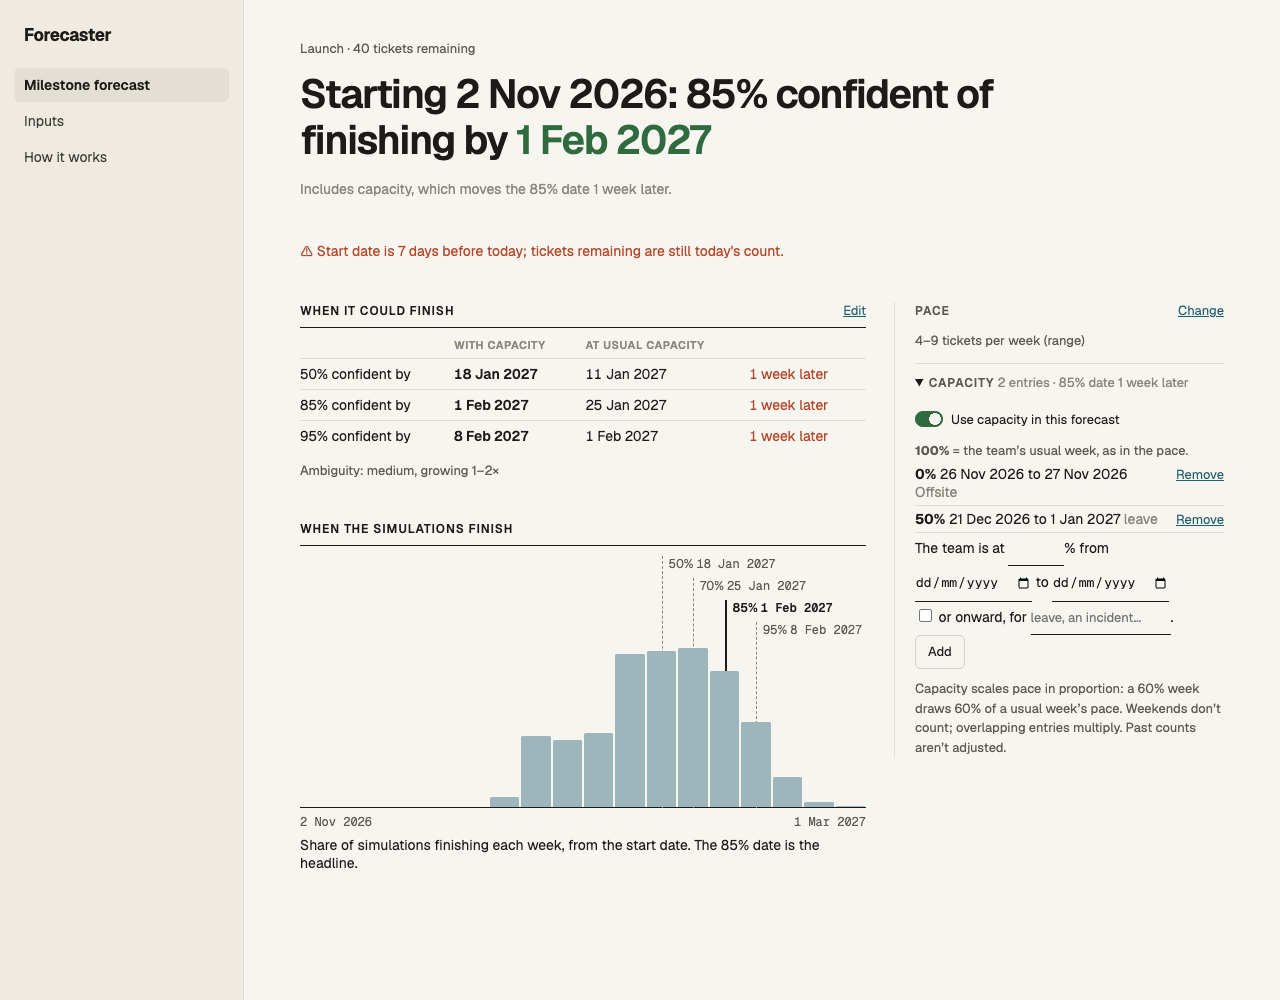 Forecaster
Milestone forecast
Inputs
How it works
Launch · 40 tickets remaining
Starting 2 Nov 2026: 85% confident of
finishing by 1 Feb 2027
Includes capacity, which moves the 85% date 1 week later.
⚠ Start date is 7 days before today; tickets remaining are still today's count.
WHEN IT COULD FINISH Edit
WITH CAPACITY AT USUAL CAPACITY
50% confident by 18 Jan 2027 11 Jan 2027 1 week later
85% confident by 1 Feb 2027 25 Jan 2027 1 week later
95% confident by 8 Feb 2027 1 Feb 2027 1 week later
Ambiguity: medium, growing 1–2×
WHEN THE SIMULATIONS FINISH
50% 18 Jan 2027
70% 25 Jan 2027
85% 1 Feb 2027
95% 8 Feb 2027
2 Nov 2026 1 Mar 2027
Share of simulations finishing each week, from the start date. The 85% date is the
headline.
PACE Change
4–9 tickets per week (range)
▼ CAPACITY 2 entries · 85% date 1 week later
Use capacity in this forecast
100% = the team's usual week, as in the pace.
0% 26 Nov 2026 to 27 Nov 2026 Remove
Offsite
50% 21 Dec 2026 to 1 Jan 2027 leave Remove
The team is at % from
dd/mm/yyyy to dd/mm/yyyy
or onward, for leave, an incident… .
Add
Capacity scales pace in proportion: a 60% week
draws 60% of a usual week's pace. Weekends don't
count; overlapping entries multiply. Past counts
aren't adjusted.